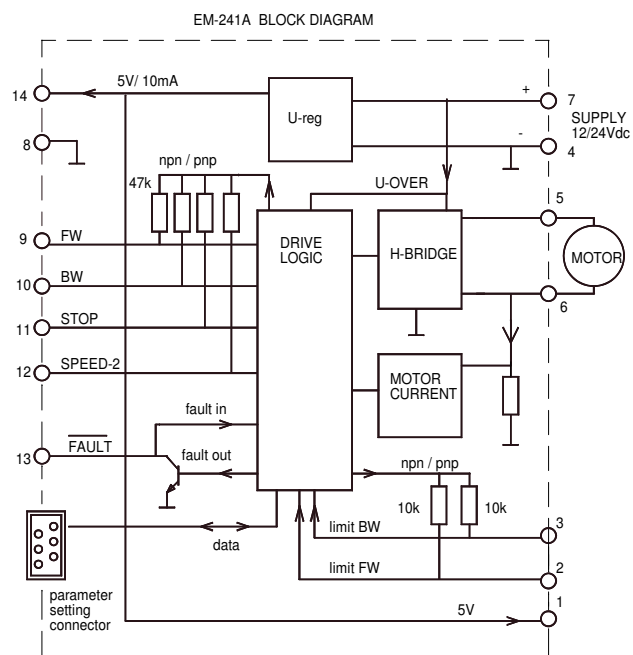 EM-241A BLOCK DIAGRAM
5V/ 10mA
14
+
7
U-reg
SUPPLY
12/24Vdc
8
-
4
npn / pnp
47k
U-OVER
5
9
FW
DRIVE
LOGIC
H-BRIDGE
MOTOR
10
BW
6
11
STOP
12
SPEED-2
MOTOR
CURRENT
fault in
13
FAULT
fault out
npn / pnp
10k
10k
3
limit BW
data
limit FW
2
parameter
setting
connector
5V
1